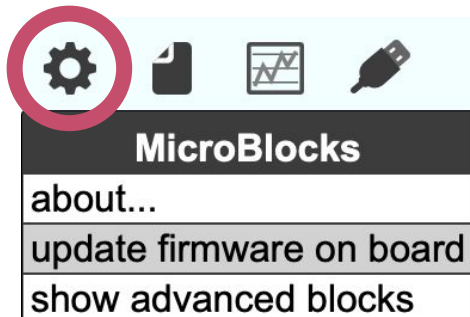 MicroBlocks
about...
update firmware on board
show advanced blocks